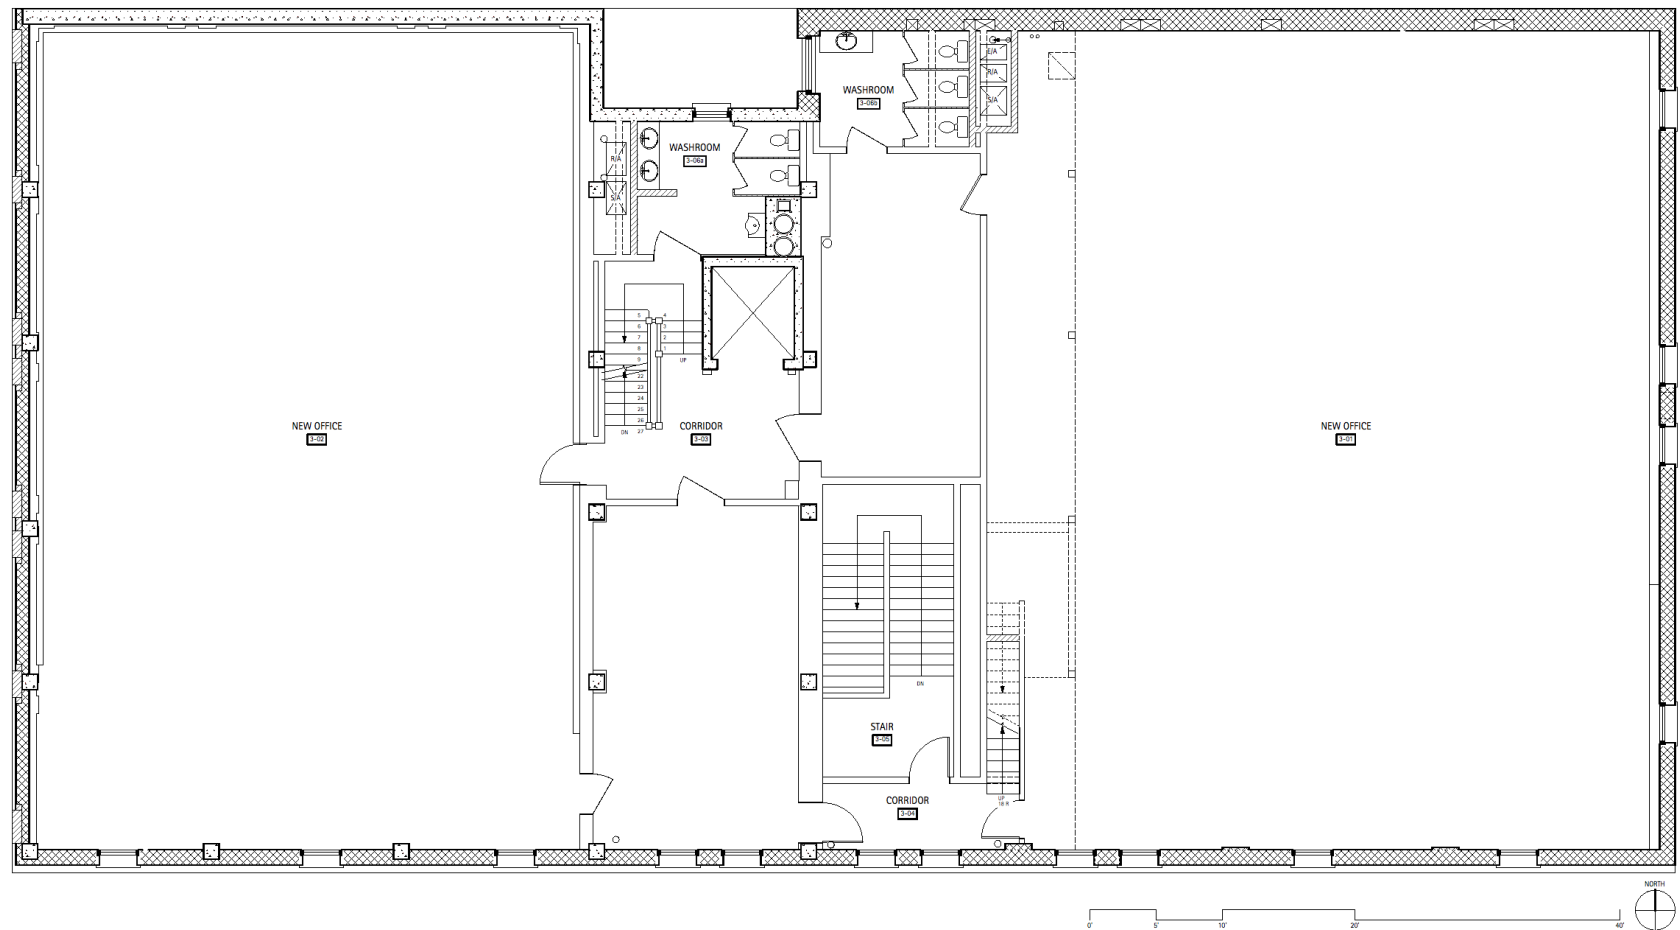 E/A
R/A
S/A
WASHROOM
3-06b
WASHROOM
3-06a
R/A
S/A
5
4
6
3
7
2
8
1
9
UP
22
23
24
25
26
DN
27
NEW OFFICE
3-02
CORRIDOR
3-03
NEW OFFICE
3-01
DN
STAIR
3-05
CORRIDOR
3-04
UP
18 R
NORTH
0'
5'
10'
20'
40'